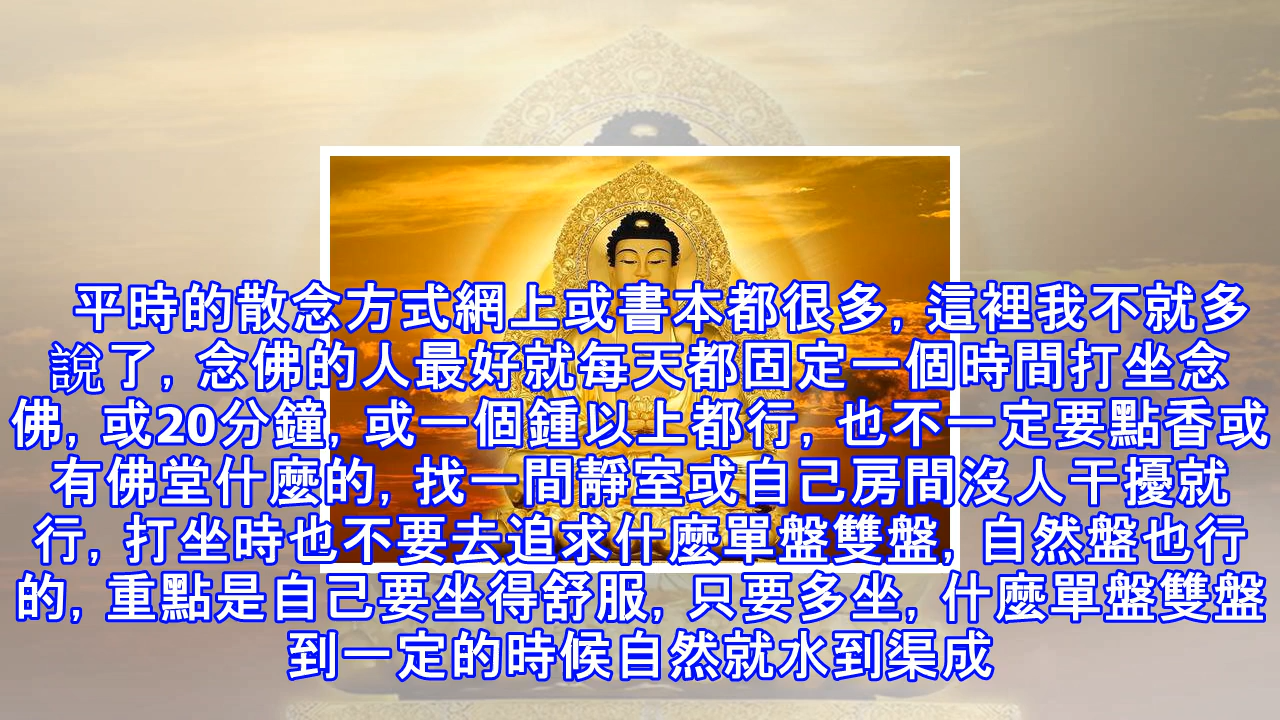 平時的散念方式網上或書本都很多, 這裡我不就多
說了, 念佛的人最好就每天都固定一個時間打坐念
佛, 或20分鐘, 或一個鍾以上都行, 也不一定要點香或
有佛堂什麼的, 找一間靜室或自己房間沒人干擾就
行, 打坐時也不要去追求什麼單盤雙盤, 自然盤也行
的, 重點是自己要坐得舒服, 只要多坐, 什麼單盤雙盤
到一定的時候自然就水到渠成